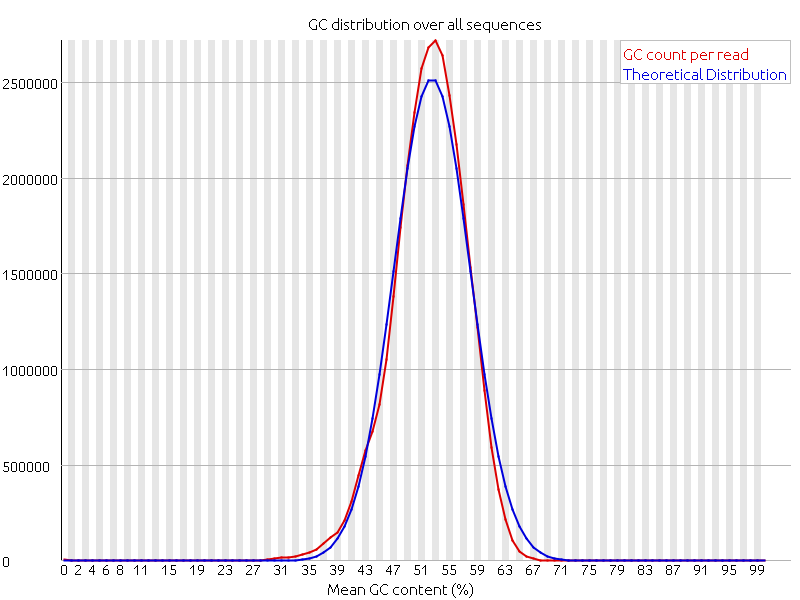 GC distribution over all sequences
GC count per read
Theoretical Distribution
2500000
2000000
1500000
1000000
500000
0
0 2 4 6 8 11 15 19 23 27 31 35 39 43 47 51 55 59 63 67 71 75 79 83 87 91 95 99
Mean GC content (%)